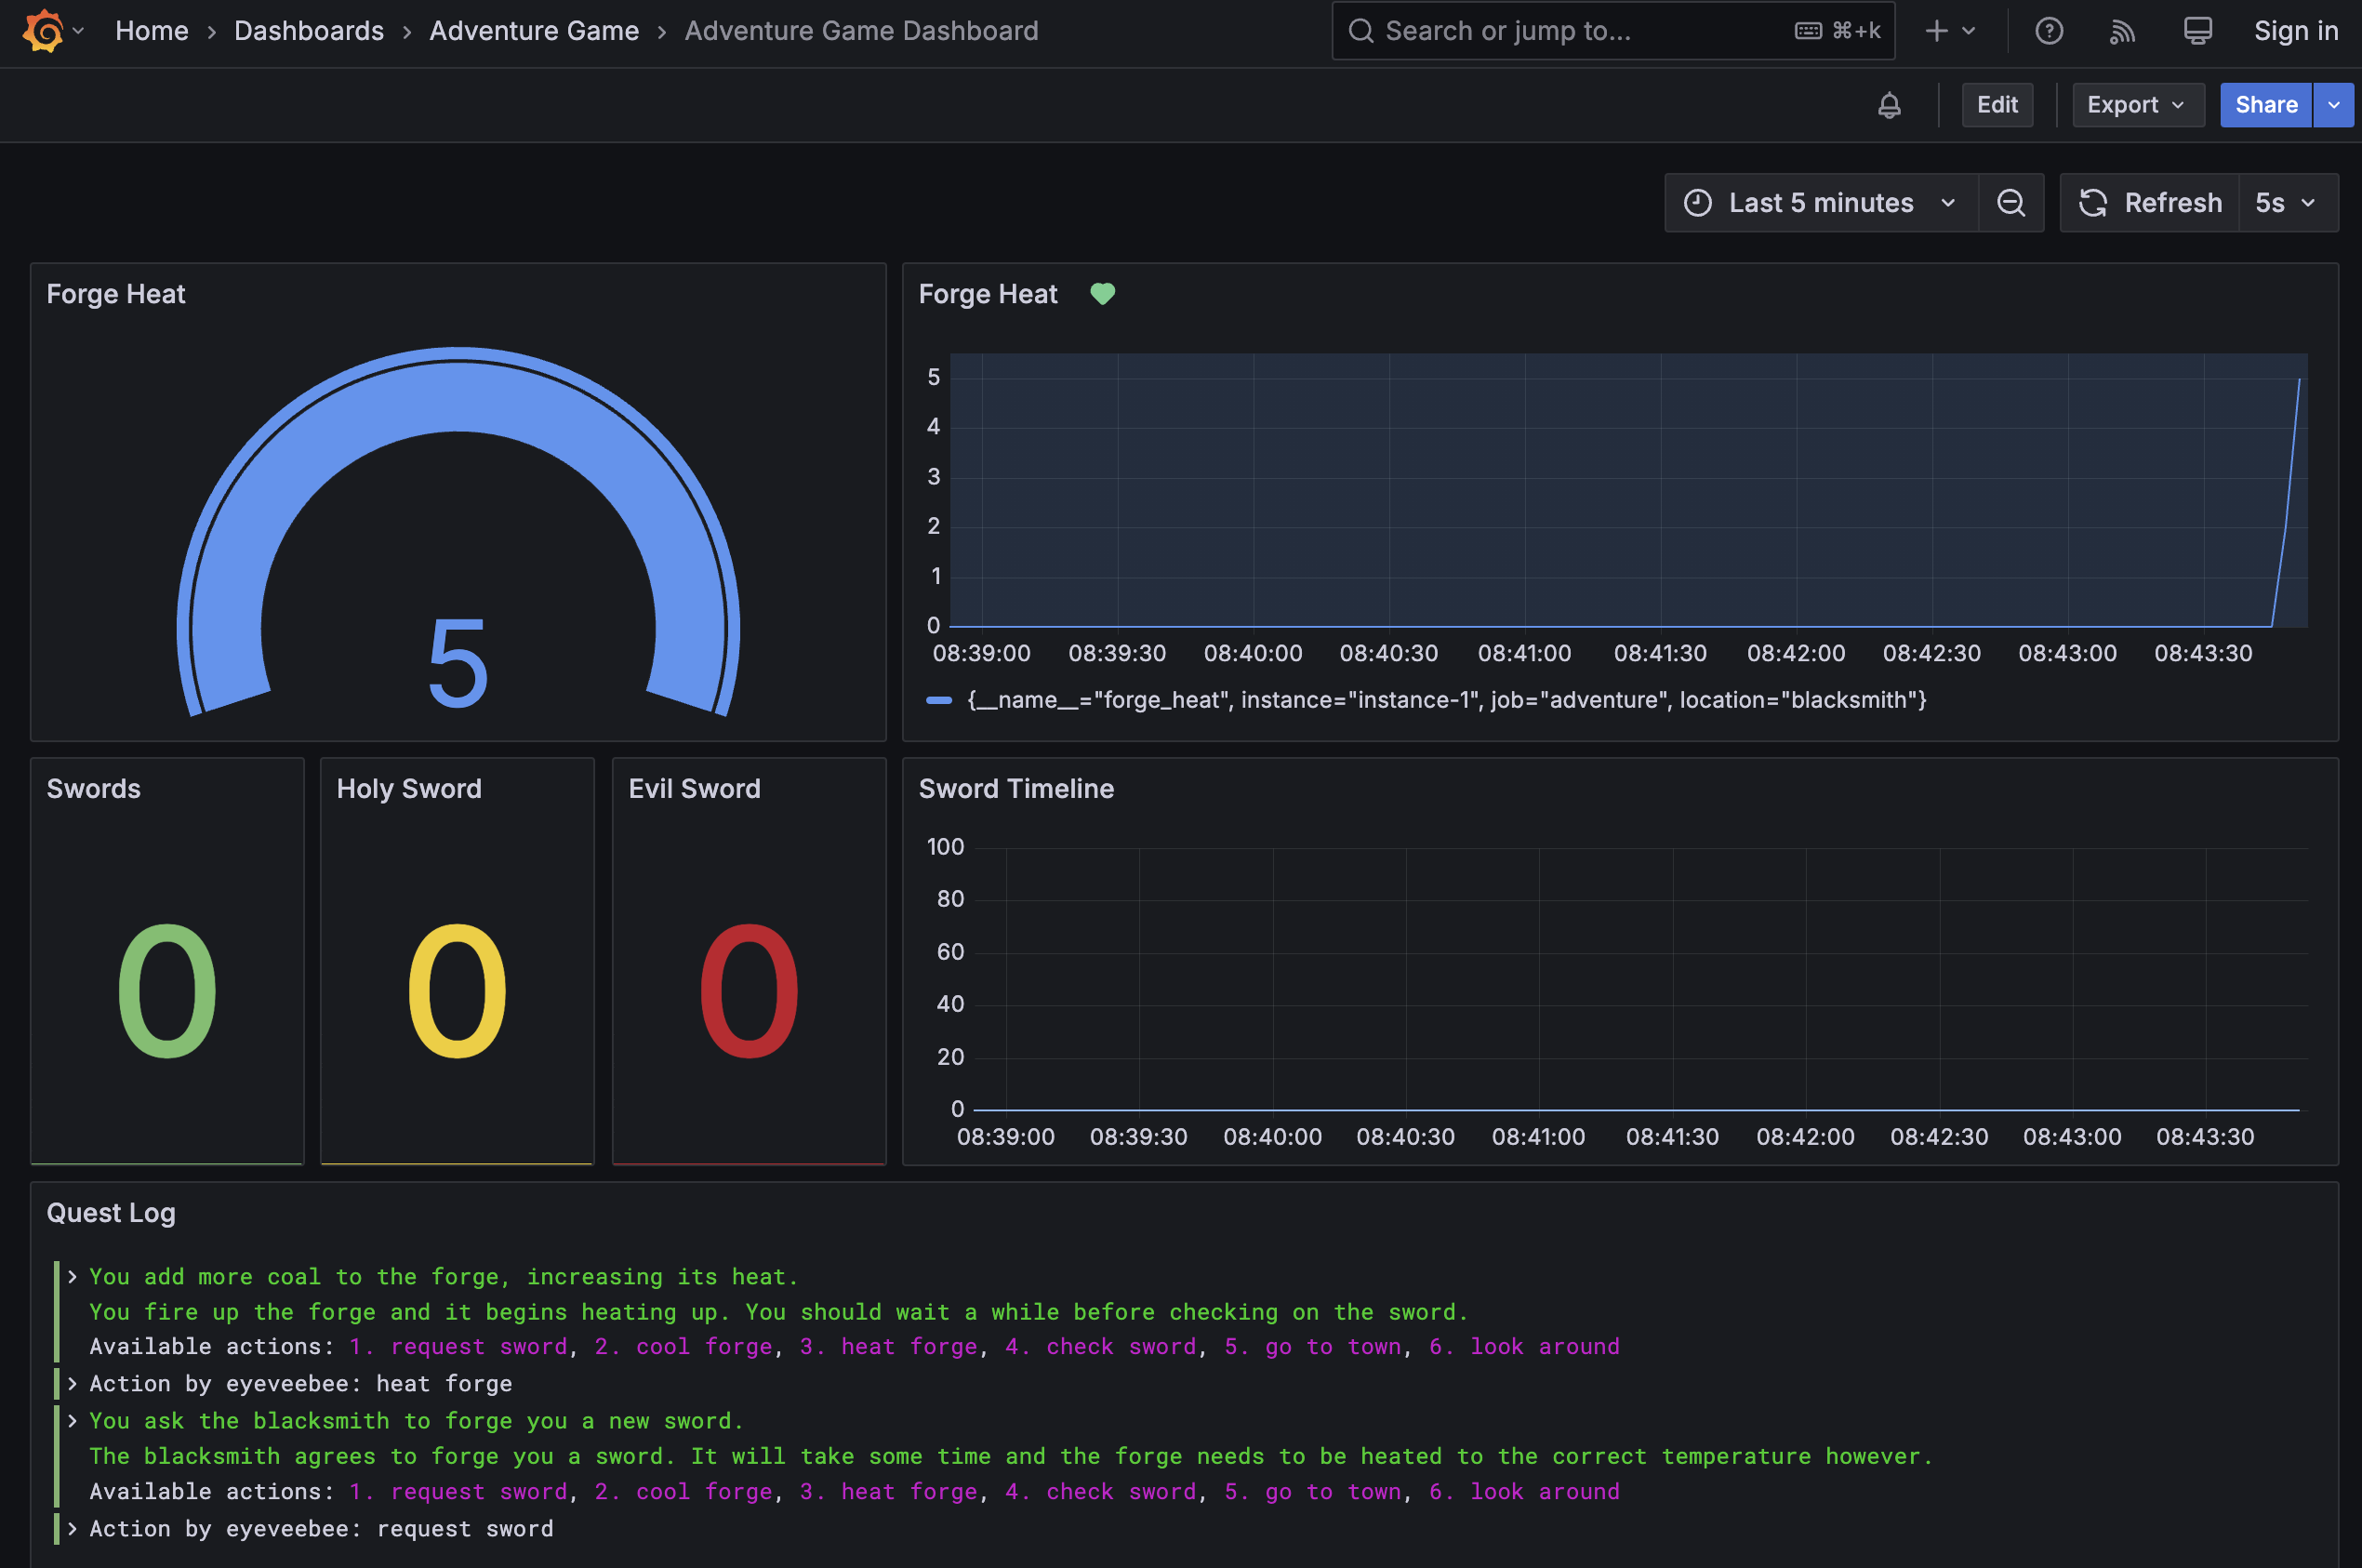 Home › Dashboards › Adventure Game › Adventure Game Dashboard
Search or jump to... ⌘+k
Sign in
Edit
Export
Share
Last 5 minutes
Refresh
5s
Forge Heat
5
Forge Heat
5
4
3
2
1
0
08:39:00 08:39:30 08:40:00 08:40:30 08:41:00 08:41:30 08:42:00 08:42:30 08:43:00 08:43:30
{__name__="forge_heat", instance="instance-1", job="adventure", location="blacksmith"}
Swords
0
Holy Sword
0
Evil Sword
0
Sword Timeline
100
80
60
40
20
0
08:39:00 08:39:30 08:40:00 08:40:30 08:41:00 08:41:30 08:42:00 08:42:30 08:43:00 08:43:30
Quest Log
You add more coal to the forge, increasing its heat.
You fire up the forge and it begins heating up. You should wait a while before checking on the sword.
Available actions: 1. request sword, 2. cool forge, 3. heat forge, 4. check sword, 5. go to town, 6. look around
Action by eyeveebee: heat forge
You ask the blacksmith to forge you a new sword.
The blacksmith agrees to forge you a sword. It will take some time and the forge needs to be heated to the correct temperature however.
Available actions: 1. request sword, 2. cool forge, 3. heat forge, 4. check sword, 5. go to town, 6. look around
Action by eyeveebee: request sword